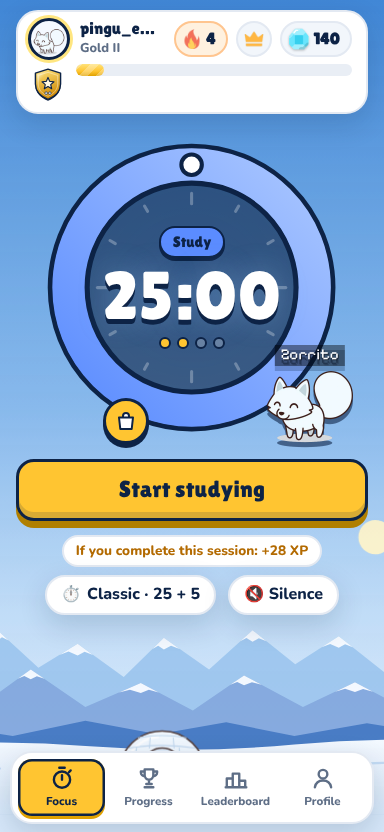 pingu_e...
Gold II
4
140
Study
25:00
Zorrito
Start studying
If you complete this session: +28 XP
Classic · 25 + 5
Silence
Focus
Progress
Leaderboard
Profile